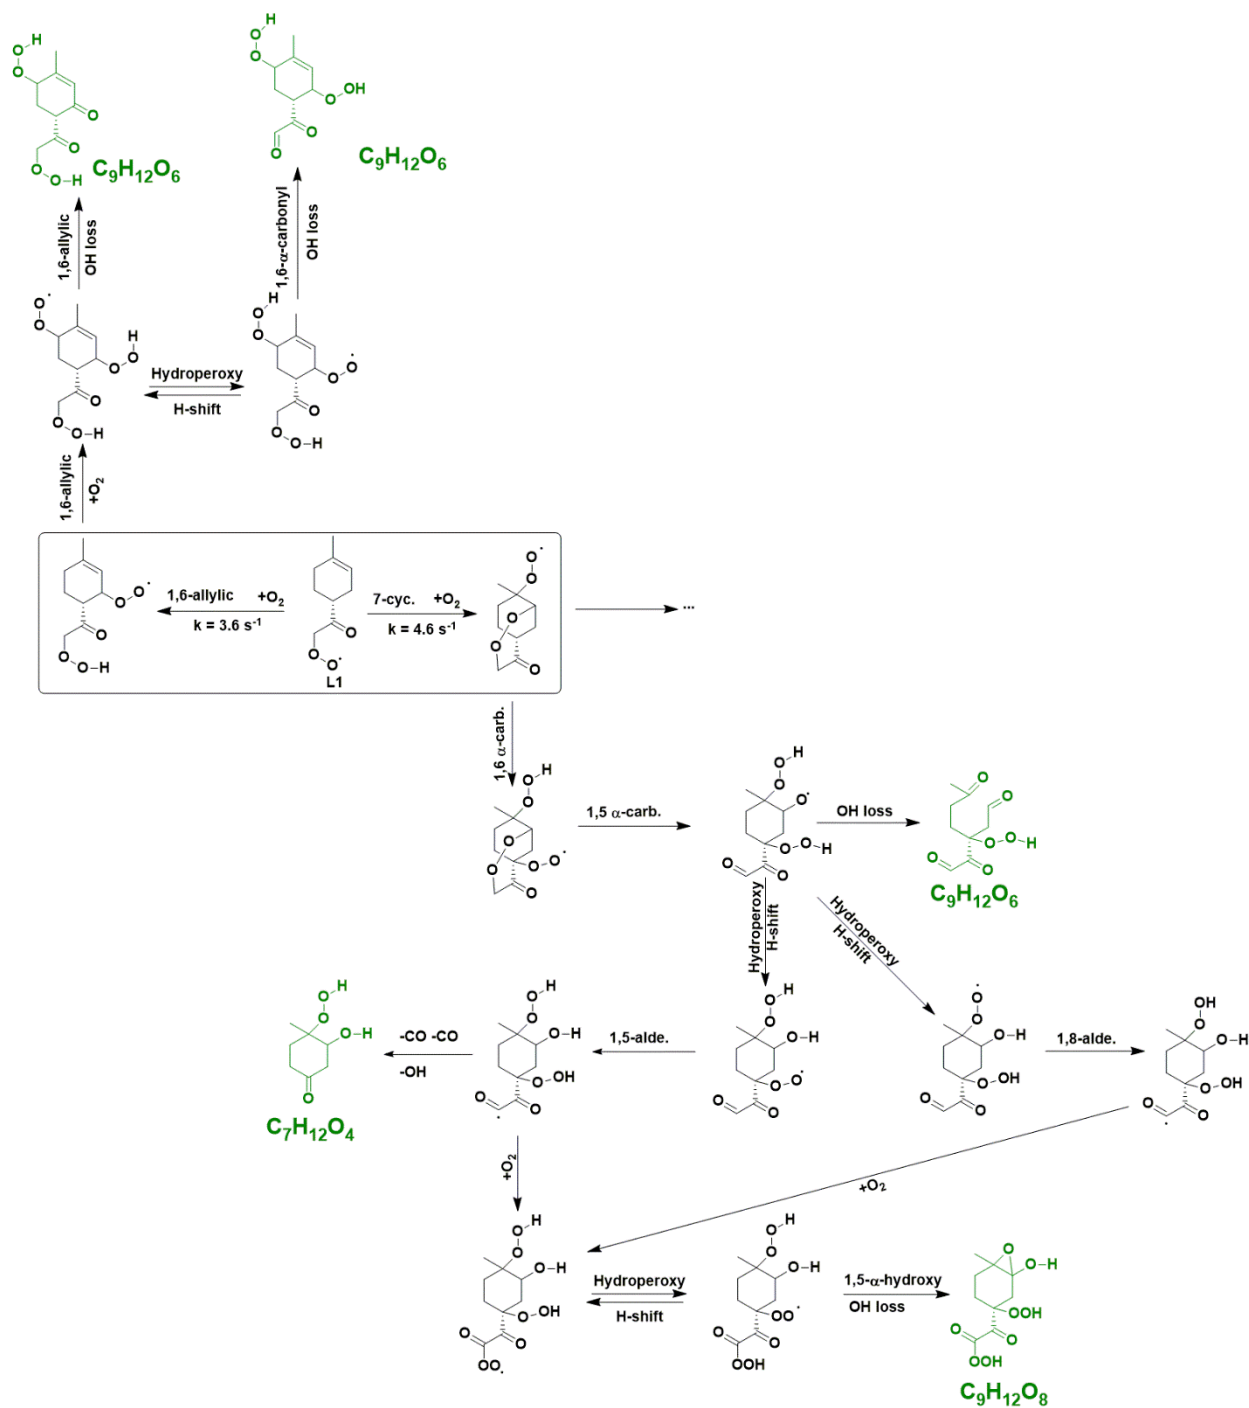 C9H12O6
C9H12O6
1,6-allylic
OH loss
1,6-α-carbonyl
OH loss
Hydroperoxy
H-shift
1,6-allylic
+O2
1,6-allylic +O2
k = 3.6 s-1
7-cyc. +O2
k = 4.6 s-1
...
L1
1,6 α-carb.
1,5 α-carb.
OH loss
C9H12O6
Hydroperoxy
H-shift
Hydroperoxy
H-shift
-CO -CO
-OH
1,5-alde.
1,8-alde.
C7H12O4
+O2
+O2
Hydroperoxy
H-shift
1,5-α-hydroxy
OH loss
C9H12O8